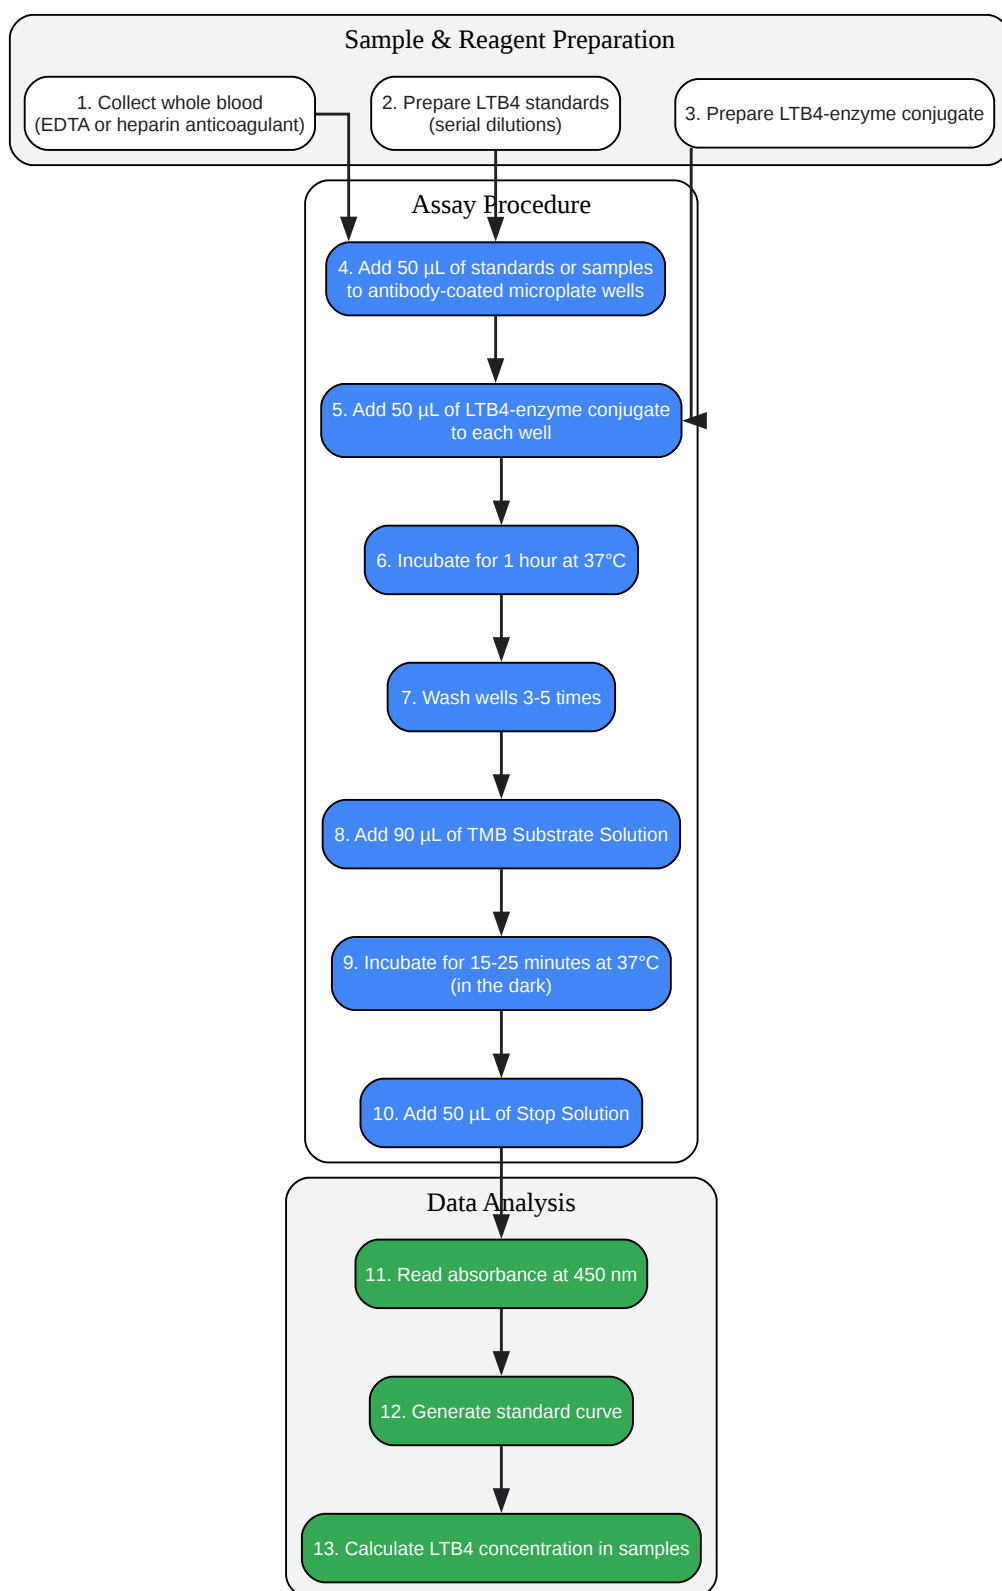 Sample & Reagent Preparation
1. Collect whole blood
(EDTA or heparin anticoagulant)
2. Prepare LTB4 standards
(serial dilutions)
3. Prepare LTB4-enzyme conjugate
Assay Procedure
4. Add 50 µL of standards or samples
to antibody-coated microplate wells
5. Add 50 µL of LTB4-enzyme conjugate
to each well
6. Incubate for 1 hour at 37°C
7. Wash wells 3-5 times
8. Add 90 µL of TMB Substrate Solution
9. Incubate for 15-25 minutes at 37°C
(in the dark)
10. Add 50 µL of Stop Solution
Data Analysis
11. Read absorbance at 450 nm
12. Generate standard curve
13. Calculate LTB4 concentration in samples